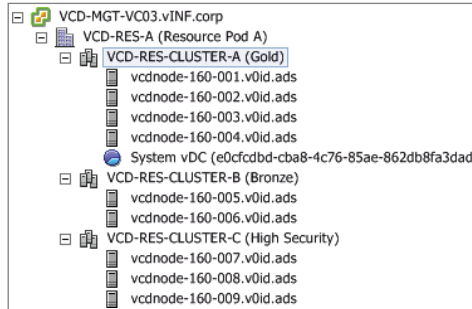 VCD-MGT-VC03.vINF.corp
VCD-RES-A (Resource Pod A)
VCD-RES-CLUSTER-A (Gold)
vcdnode-160-001.v0id.ads
vcdnode-160-002.v0id.ads
vcdnode-160-003.v0id.ads
vcdnode-160-004.v0id.ads
System vDC (e0cfcdbd-cba8-4c76-85ae-862db8fa3dad
VCD-RES-CLUSTER-B (Bronze)
vcdnode-160-005.v0id.ads
vcdnode-160-006.v0id.ads
VCD-RES-CLUSTER-C (High Security)
vcdnode-160-007.v0id.ads
vcdnode-160-008.v0id.ads
vcdnode-160-009.v0id.ads